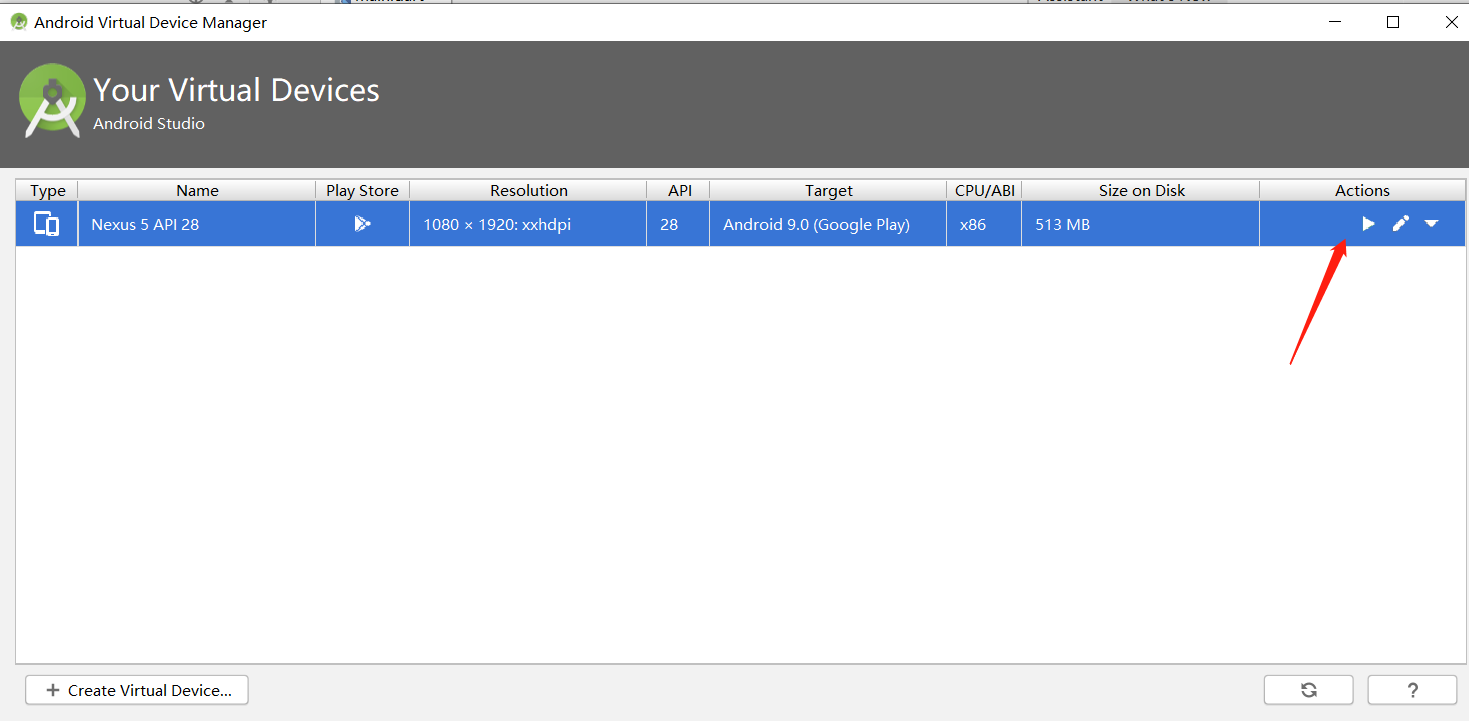 Android Virtual Device Manager
Your Virtual Devices
Android Studio
Type Name Play Store Resolution API Target CPU/ABI Size on Disk Actions
Nexus 5 API 28 1080 × 1920: xxhdpi 28 Android 9.0 (Google Play) x86 513 MB
+ Create Virtual Device... ?